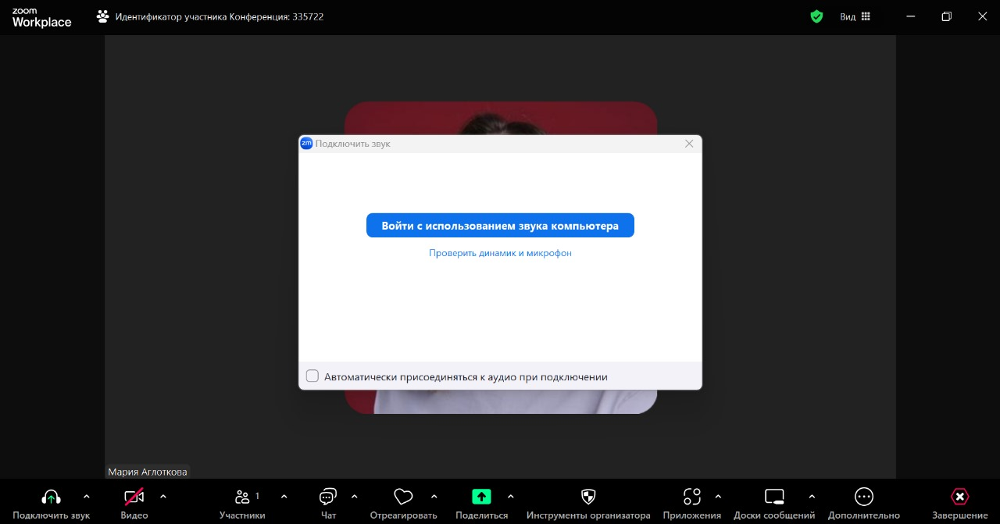 zoom
Workplace
Идентификатор участника Конференция: 335722
Вид
zm Подключить звук
Войти с использованием звука компьютера
Проверить динамик и микрофон
Автоматически присоединяться к аудио при подключении
Мария Аглоткова
1
Подключить звук
Видео
Участники
Чат
Отреагировать
Поделиться
Инструменты организатора
Приложения
Доски сообщений
Дополнительно
Завершение